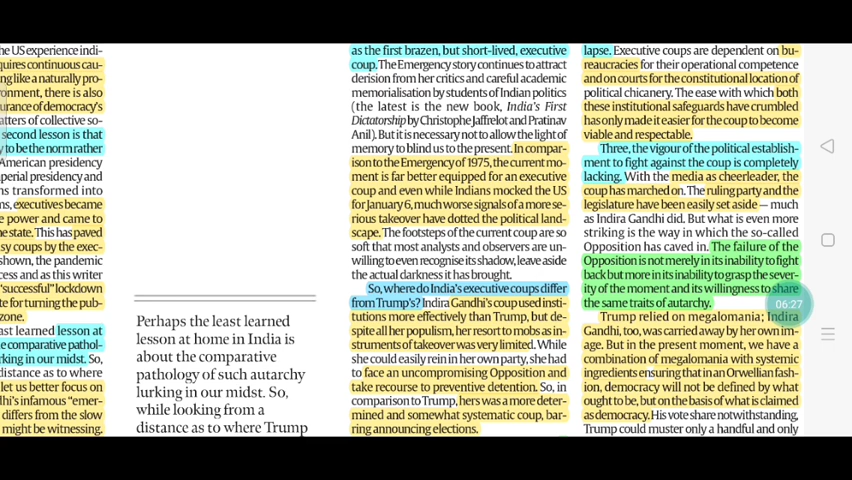 the US experience indi-
quires continuous cau-
ng like a naturally pro-
ronment, there is also
urance of democracy's
atters of collective so-
second lesson is that
y to be the norm rather
American presidency
perial presidency and
ns transformed into
ms, executives became
e power and came to
he state. This has paved
sy coups by the exec-
shown, the pandemic
cess and as this writer
"successful" lockdown
te for turning the pub-
zone.
ast learned lesson at
e comparative pathol-
rking in our midst. So,
distance as to where
let us better focus on
dhi's infamous "emer-
differs from the slow
might be witnessing.
Perhaps the least learned
lesson at home in India is
about the comparative
pathology of such autarchy
lurking in our midst. So,
while looking from a
distance as to where Trump
as the first brazen, but short-lived, executive
coup. The Emergency story continues to attract
derision from her critics and careful academic
memorialisation by students of Indian politics
(the latest is the new book, India's First
Dictatorship by Christophe Jaffrelot and Pratinav
Anil). But it is necessary not to allow the light of
memory to blind us to the present. In compar-
ison to the Emergency of 1975, the current mo-
ment is far better equipped for an executive
coup and even while Indians mocked the US
for January 6, much worse signals of a more se-
rious takeover have dotted the political land-
scape. The footsteps of the current coup are so
soft that most analysts and observers are un-
willing to even recognise its shadow, leave aside
the actual darkness it has brought.
So, where do India's executive coups differ
from Trump's? Indira Gandhi's coup used insti-
tutions more effectively than Trump, but de-
spite all her populism, her resort to mobs as in-
struments of takeover was very limited. While
she could easily rein in her own party, she had
to face an uncompromising Opposition and
take recourse to preventive detention. So, in
comparison to Trump, hers was a more deter-
mined and somewhat systematic coup, bar-
ring announcing elections.
lapse. Executive coups are dependent on bu-
reaucracies for their operational competence
and on courts for the constitutional location of
political chicanery. The ease with which both
these institutional safeguards have crumbled
has only made it easier for the coup to become
viable and respectable.
Three, the vigour of the political establish-
ment to fight against the coup is completely
lacking. With the media as cheerleader, the
coup has marched on. The ruling party and the
legislature have been easily set aside — much
as Indira Gandhi did. But what is even more
striking is the way in which the so-called
Opposition has caved in. The failure of the
Opposition is not merely in its inability to fight
back but more in its inability to grasp the sever-
ity of the moment and its willingness to share
the same traits of autarchy.
06:27
Trump relied on megalomania; Indira
Gandhi, too, was carried away by her own im-
age. But in the present moment, we have a
combination of megalomania with systemic
ingredients ensuring that in an Orwellian fash-
ion, democracy will not be defined by what
ought to be, but on the basis of what is claimed
as democracy. His vote share notwithstanding,
Trump could muster only a handful and only